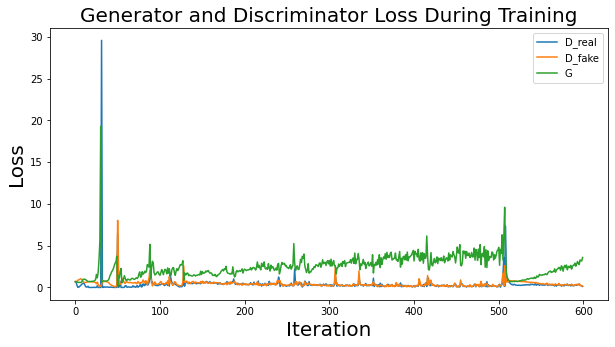 Generator and Discriminator Loss During Training
Loss
30
25
20
15
10
5
0
D_real
D_fake
G
0 100 200 300 400 500 600
Iteration